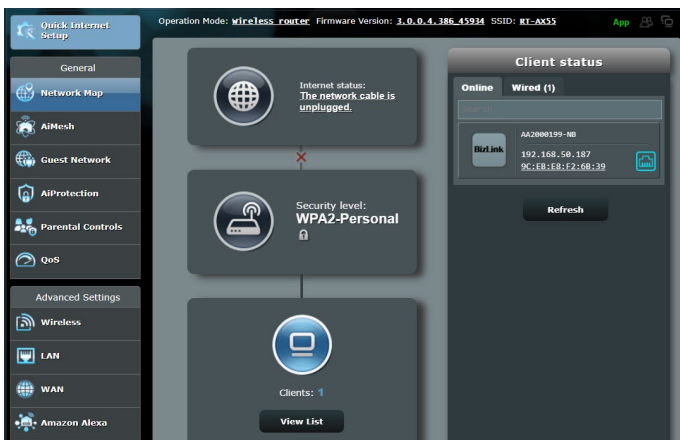 Quick Internet
Setup
Operation Mode: Wireless router Firmware Version: 3.0.0.4.386_45934 SSID: RT-AX55
App
General
Network Map
AiMesh
Guest Network
AiProtection
Parental Controls
QoS
Advanced Settings
Wireless
LAN
WAN
Amazon Alexa
Internet status:
The network cable is
unplugged.
Security level:
WPA2-Personal
Clients: 1
View List
Client status
Online
Wired (1)
BizLink
AA2000199-NB
192.168.50.187
9C:EB:E8:F2:6B:39
Refresh